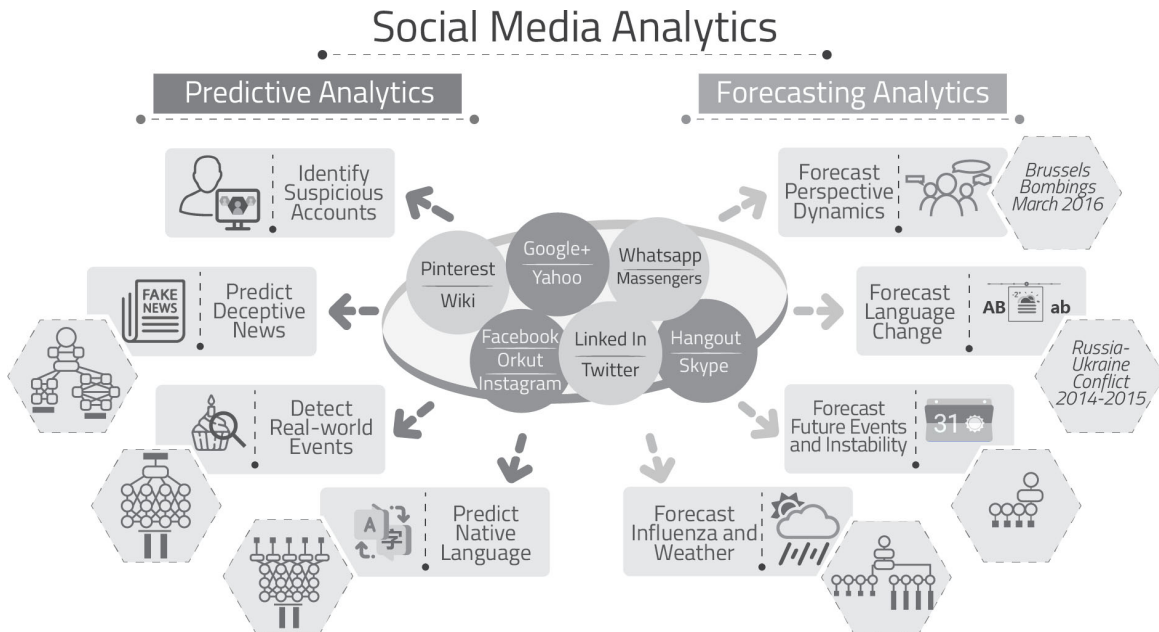 Social Media Analytics
Predictive Analytics
Forecasting Analytics
Identify
Suspicious
Accounts
FAKE
NEWS
Predict
Deceptive
News
Detect
Real-world
Events
A
字
Predict
Native
Language
Pinterest
Wiki
Google+
Yahoo
Whatsapp
Massengers
Facebook
Orkut
Instagram
Linked In
Twitter
Hangout
Skype
Forecast
Perspective
Dynamics
Brussels
Bombings
March 2016
Forecast
Language
Change
AB
ab
Russia-
Ukraine
Conflict
2014-2015
Forecast
Future Events
and Instability
31
Forecast
Influenza and
Weather